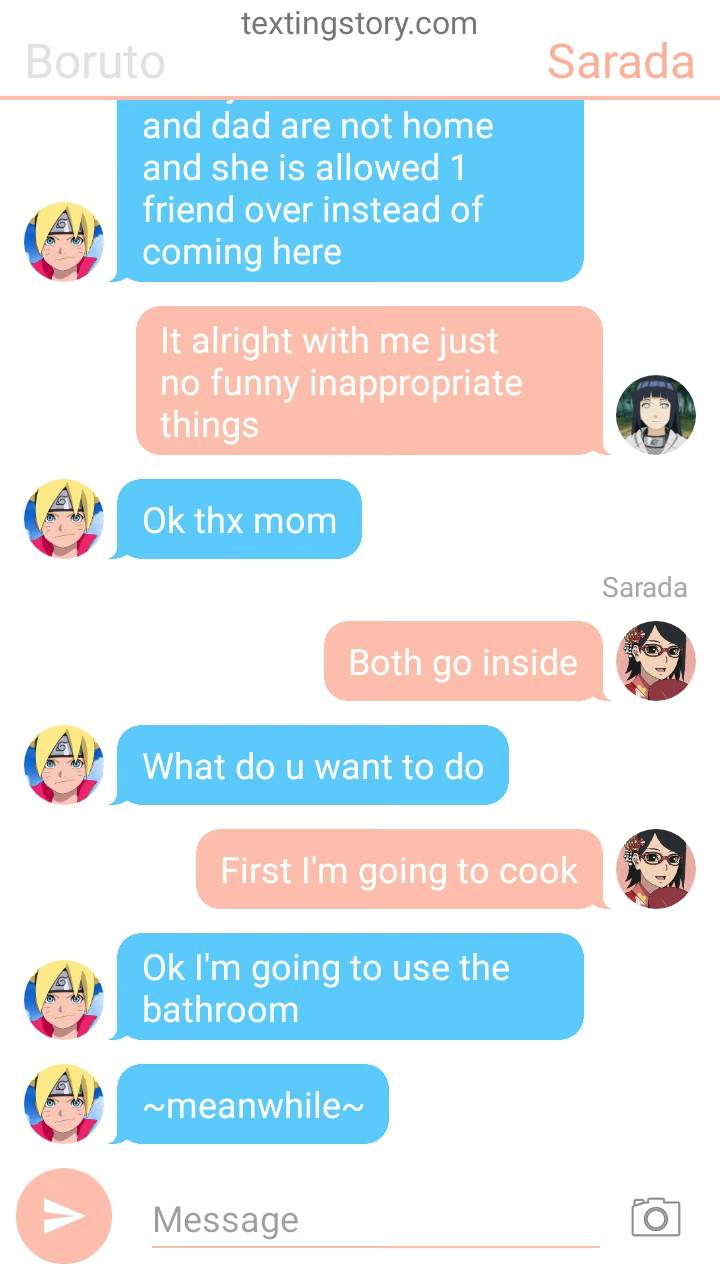 textingstory.com
Boruto
Sarada
and dad are not home
and she is allowed 1
friend over instead of
coming here
It alright with me just
no funny inappropriate
things
Ok thx mom
Sarada
Both go inside
What do u want to do
First I'm going to cook
Ok I'm going to use the
bathroom
~meanwhile~
Message